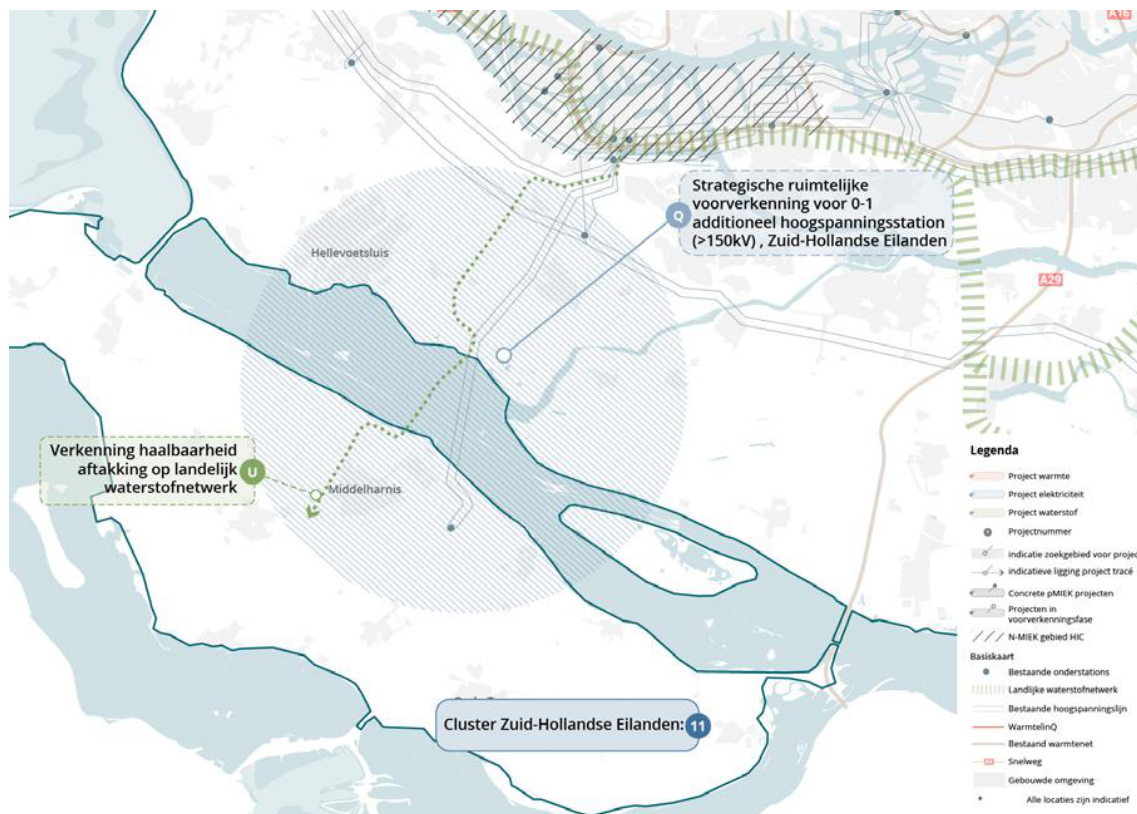 A16
Strategische ruimtelijke
voorverkenning voor 0-1
additioneel hoogspanningsstation
(>150kV) , Zuid-Hollandse Eilanden
Q
Hellevoetsluis
A29
Verkenning haalbaarheid
aftakking op landelijk
waterstofnetwerk
U
Middelharnis
Cluster Zuid-Hollandse Eilanden:
11
Legenda
Project warmte
Project elektriciteit
Project waterstof
Projectnummer
indicatie zoekgebied voor projec
indicatieve ligging project tracé
Concrete pMIEK projecten
Projecten in
voorverkenningsfase
N-MIEK gebied HIC
Basiskaart
Bestaande onderstations
Landlijke waterstofnetwerk
Bestaande hoogspanningslijn
WarmtelinQ
Bestaand warmtenet
Snelweg
Gebouwde omgeving
* Alle locaties zijn indicatief